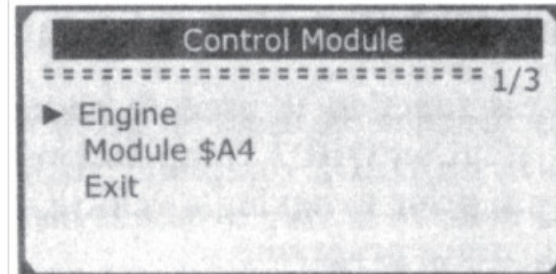 Control Module
================== 1/3
► Engine
Module $A4
Exit